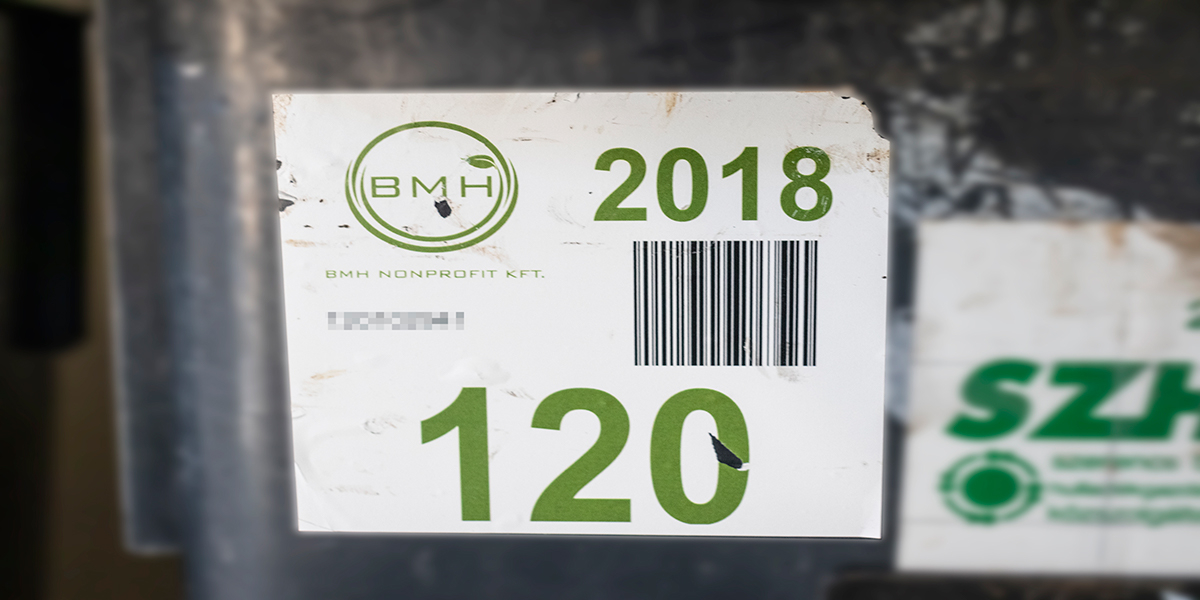 BMH
2018
BMH NONPROFIT KFT.
120
SZH